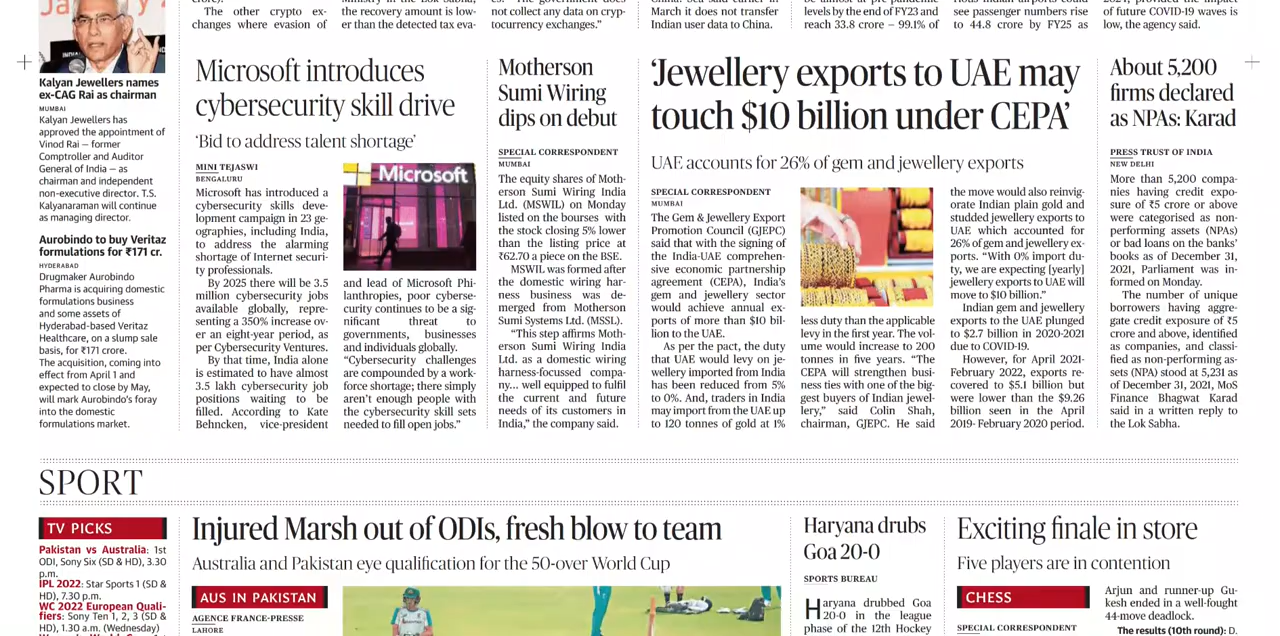 crore).
The other crypto ex-
changes where evasion of
the recovery amount is low-
er than the detected tax eva-
es. "The government does
not collect any data on cryp-
tocurrency exchanges."
March it does not transfer
Indian user data to China.
levels by the end of FY23 and
reach 33.8 crore – 99.1% of
see passenger numbers rise
to 44.8 crore by FY25 as
of future COVID-19 waves is
low, the agency said.
Kalyan Jewellers names
ex-CAG Rai as chairman
MUMBAI
Kalyan Jewellers has
approved the appointment of
Vinod Rai — former
Comptroller and Auditor
General of India — as
chairman and independent
non-executive director. T.S.
Kalyanaraman will continue
as managing director.
Aurobindo to buy Veritaz
formulations for ₹171 cr.
HYDERABAD
Drugmaker Aurobindo
Pharma is acquiring domestic
formulations business
and some assets of
Hyderabad-based Veritaz
Healthcare, on a slump sale
basis, for ₹171 crore.
The acquisition, coming into
effect from April 1 and
expected to close by May,
will mark Aurobindo's foray
into the domestic
formulations market.
Microsoft introduces
cybersecurity skill drive
'Bid to address talent shortage'
MINI TEJASWI
BENGALURU
Microsoft has introduced a
cybersecurity skills deve-
lopment campaign in 23 ge-
ographies, including India,
to address the alarming
shortage of Internet securi-
ty professionals.
By 2025 there will be 3.5
million cybersecurity jobs
available globally, repre-
senting a 350% increase ov-
er an eight-year period, as
per Cybersecurity Ventures.
By that time, India alone
is estimated to have almost
3.5 lakh cybersecurity job
positions waiting to be
filled. According to Kate
Behncken, vice-president
Microsoft
and lead of Microsoft Phi-
lanthropies, poor cyberse-
curity continues to be a sig-
nificant threat to
governments, businesses
and individuals globally.
"Cybersecurity challenges
are compounded by a work-
force shortage; there simply
aren't enough people with
the cybersecurity skill sets
needed to fill open jobs."
Motherson
Sumi Wiring
dips on debut
SPECIAL CORRESPONDENT
MUMBAI
The equity shares of Moth-
erson Sumi Wiring India
Ltd. (MSWIL) on Monday
listed on the bourses with
the stock closing 5% lower
than the listing price at
₹62.70 a piece on the BSE.
MSWIL was formed after
the domestic wiring har-
ness business was de-
merged from Motherson
Sumi Systems Ltd. (MSSL).
"This step affirms Moth-
erson Sumi Wiring India
Ltd. as a domestic wiring
harness-focussed compa-
ny... well equipped to fulfil
the current and future
needs of its customers in
India," the company said.
'Jewellery exports to UAE may
touch $10 billion under CEPA'
UAE accounts for 26% of gem and jewellery exports
SPECIAL CORRESPONDENT
MUMBAI
The Gem & Jewellery Export
Promotion Council (GJEPC)
said that with the signing of
the India-UAE comprehen-
sive economic partnership
agreement (CEPA), India's
gem and jewellery sector
would achieve annual ex-
ports of more than $10 bil-
lion to the UAE.
As per the pact, the duty
that UAE would levy on je-
wellery imported from India
has been reduced from 5%
to 0%. And, traders in India
may import from the UAE up
to 120 tonnes of gold at 1%
less duty than the applicable
levy in the first year. The vol-
ume would increase to 200
tonnes in five years. "The
CEPA will strengthen busi-
ness ties with one of the big-
gest buyers of Indian jewel-
lery," said Colin Shah,
chairman, GJEPC. He said
the move would also reinvig-
orate Indian plain gold and
studded jewellery exports to
UAE which accounted for
26% of gem and jewellery ex-
ports. "With 0% import du-
ty, we are expecting [yearly]
jewellery exports to UAE will
move to $10 billion."
Indian gem and jewellery
exports to the UAE plunged
to $2.7 billion in 2020-2021
due to COVID-19.
However, for April 2021-
February 2022, exports re-
covered to $5.1 billion but
were lower than the $9.26
billion seen in the April
2019- February 2020 period.
About 5,200
firms declared
as NPAs: Karad
PRESS TRUST OF INDIA
NEW DELHI
More than 5,200 compa-
nies having credit expo-
sure of ₹5 crore or above
were categorised as non-
performing assets (NPAs)
or bad loans on the banks'
books as of December 31,
2021, Parliament was in-
formed on Monday.
The number of unique
borrowers having aggre-
gate credit exposure of ₹5
crore and above, identified
as companies, and classi-
fied as non-performing as-
sets (NPA) stood at 5,231 as
of December 31, 2021, MoS
Finance Bhagwat Karad
said in a written reply to
the Lok Sabha.
SPORT
TV PICKS
Pakistan vs Australia: 1st
ODI, Sony Six (SD & HD), 3.30
p.m.
IPL 2022: Star Sports 1 (SD &
HD), 7.30 p.m.
WC 2022 European Quali-
fiers: Sony Ten 1, 2, 3 (SD &
HD), 1.30 a.m. (Wednesday)
Injured Marsh out of ODIs, fresh blow to team
Australia and Pakistan eye qualification for the 50-over World Cup
AUS IN PAKISTAN
AGENCE FRANCE-PRESSE
LAHORE
Haryana drubs
Goa 20-0
SPORTS BUREAU
Haryana drubbed Goa
20-0 in the league
phase of the 12th Hockey
Exciting finale in store
Five players are in contention
CHESS
SPECIAL CORRESPONDENT
Arjun and runner-up Gu-
kesh ended in a well-fought
44-move deadlock.
The results (10th round): D.